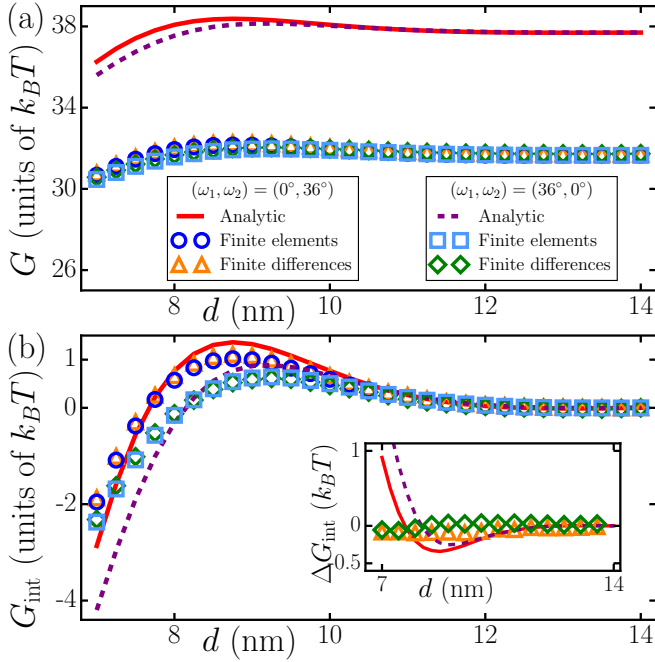 (a)
38
34
30
26
G (units of k_BT)
(ω₁, ω₂) = (0°, 36°)
Analytic
Finite elements
Finite differences
(ω₁, ω₂) = (36°, 0°)
Analytic
Finite elements
Finite differences
8 10 12 14
d (nm)
(b)
1
0
-2
-4
G_int (units of k_BT)
1
0
-0.5
ΔG_int (k_BT)
7 14
d (nm)
8 10 12 14
d (nm)